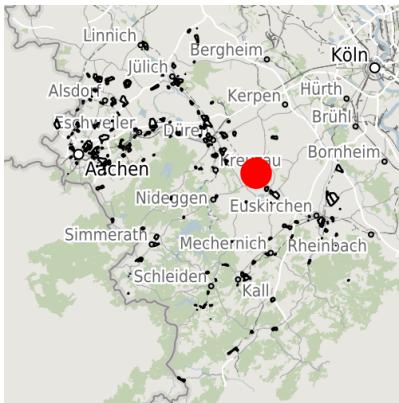 Linnich
Bergheim
Köln
Jülich
Alsdorf
Kerpen
Hürth
Brühl
Eschweiler
Düren
Kreuzau
Bornheim
Aachen
Nideggen
Euskirchen
Simmerath
Mechernich
Rheinbach
Schleiden
Kall